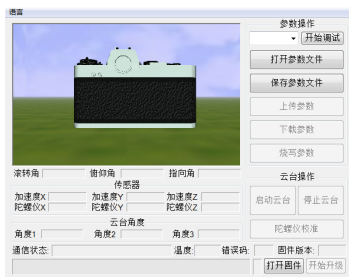 语言
参数操作
开始调试
打开参数文件
保存参数文件
上传参数
下载参数
烧写参数
滚转角 俯仰角 指向角
传感器
加速度X 加速度Y 加速度Z
陀螺仪X 陀螺仪Y 陀螺仪Z
云台操作
启动云台 停止云台
陀螺仪校准
云台角度
角度1 角度2 角度3
通信状态: 温度: 错误码: 固件版本:
打开固件 开始升级